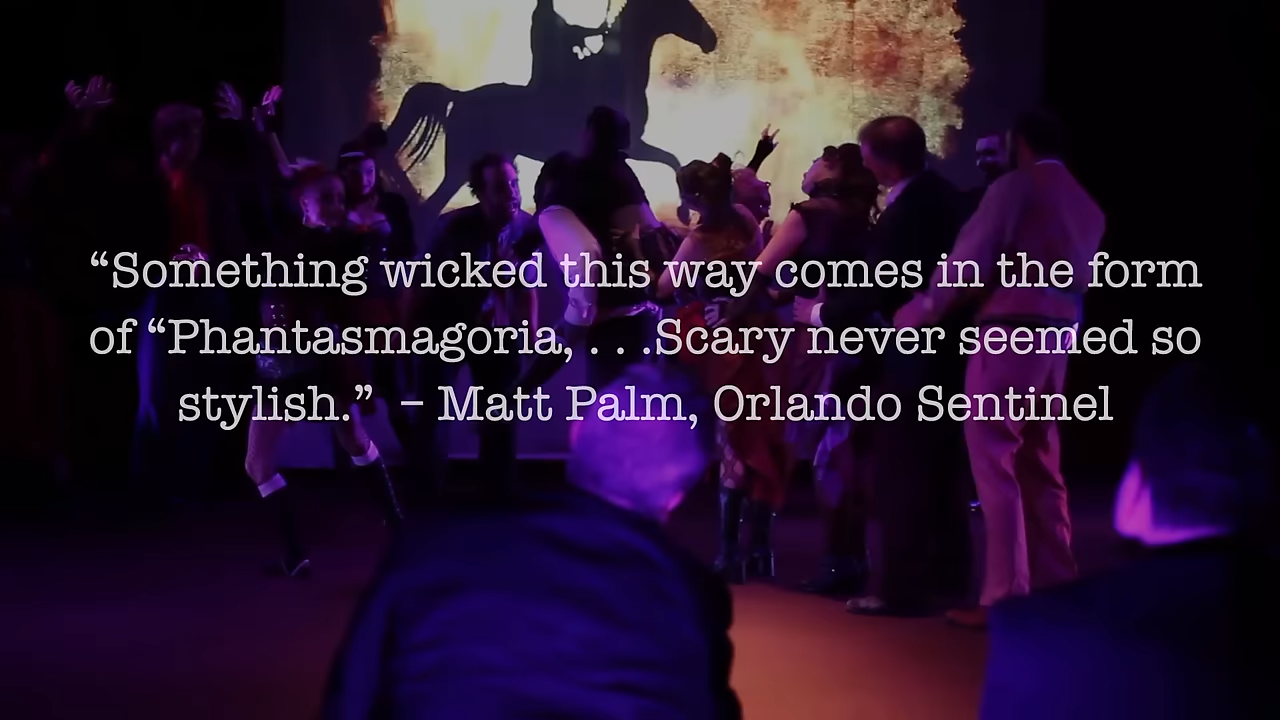 “Something wicked this way comes in the form
of “Phantasmagoria, . . .Scary never seemed so
stylish.”  – Matt Palm, Orlando Sentinel